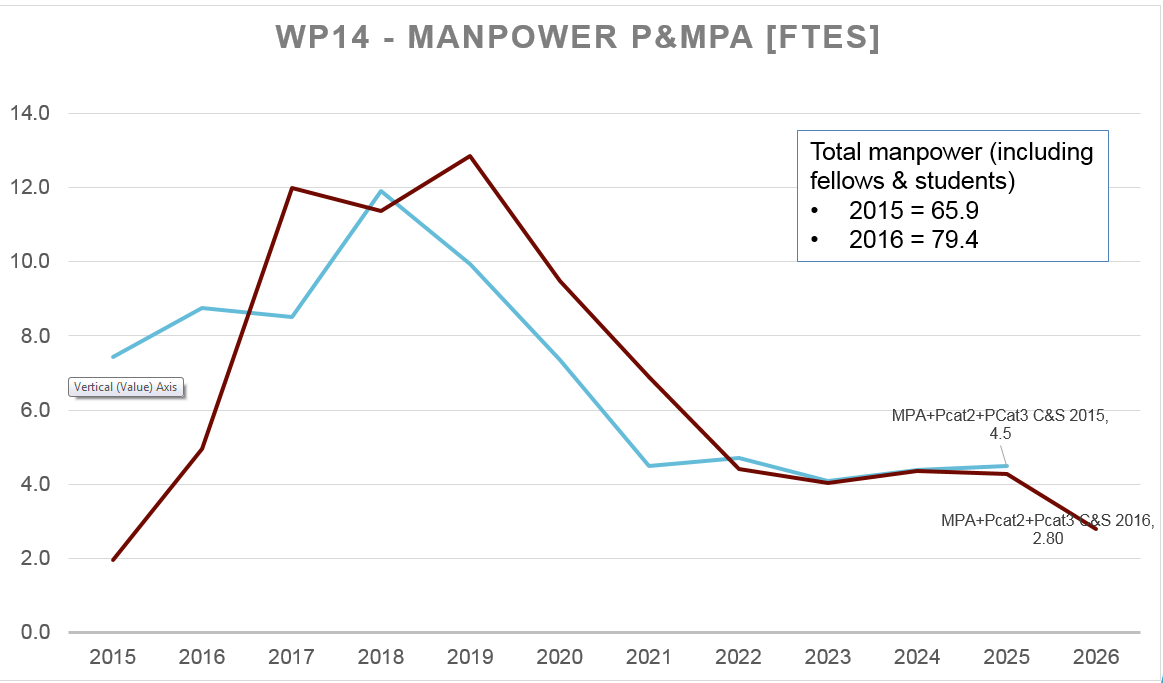 WP14 - MANPOWER P&MPA [FTES]
14.0
12.0
10.0
8.0
6.0
4.0
2.0
0.0
Total manpower (including
fellows & students)
• 2015 = 65.9
• 2016 = 79.4
Vertical (Value) Axis
MPA+Pcat2+PCat3 C&S 2015,
4.5
MPA+Pcat2+Pcat3 C&S 2016,
2.80
2015 2016 2017 2018 2019 2020 2021 2022 2023 2024 2025 2026